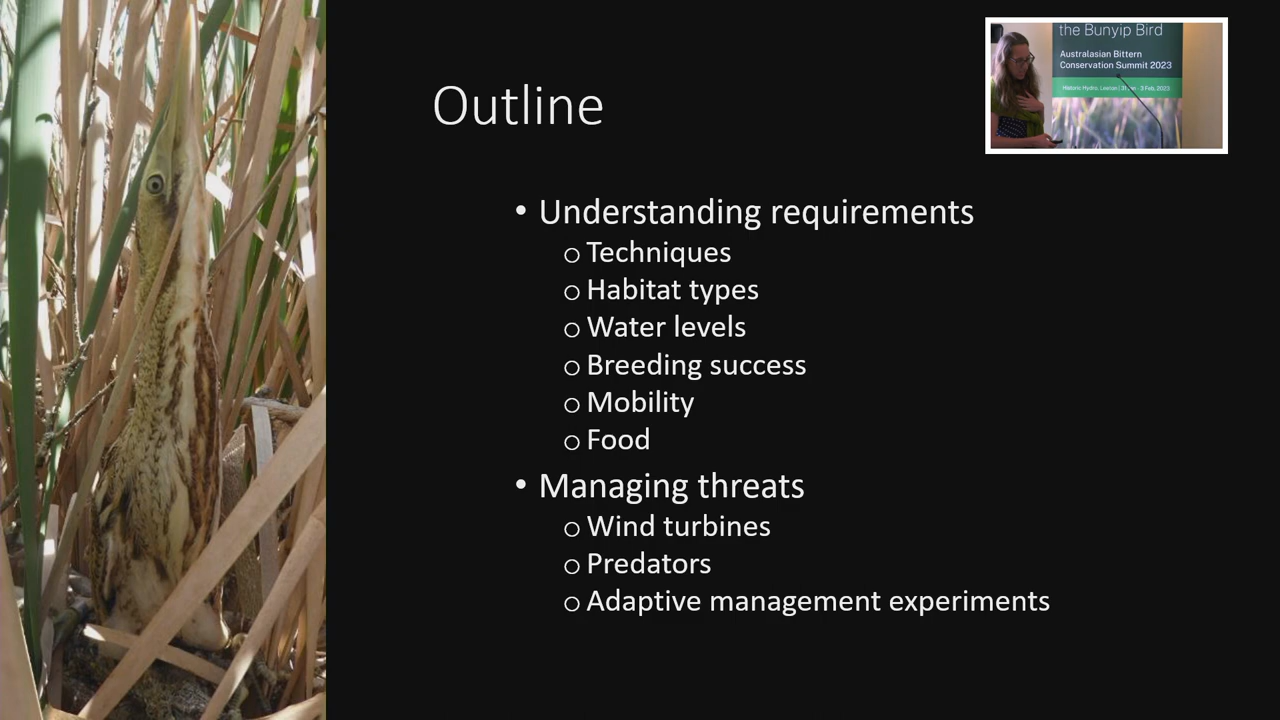 the Bunyip Bird
Australasian Bittern
Conservation Summit 2023
Outline
• Understanding requirements
o Techniques
o Habitat types
o Water levels
o Breeding success
o Mobility
o Food
• Managing threats
o Wind turbines
o Predators
o Adaptive management experiments